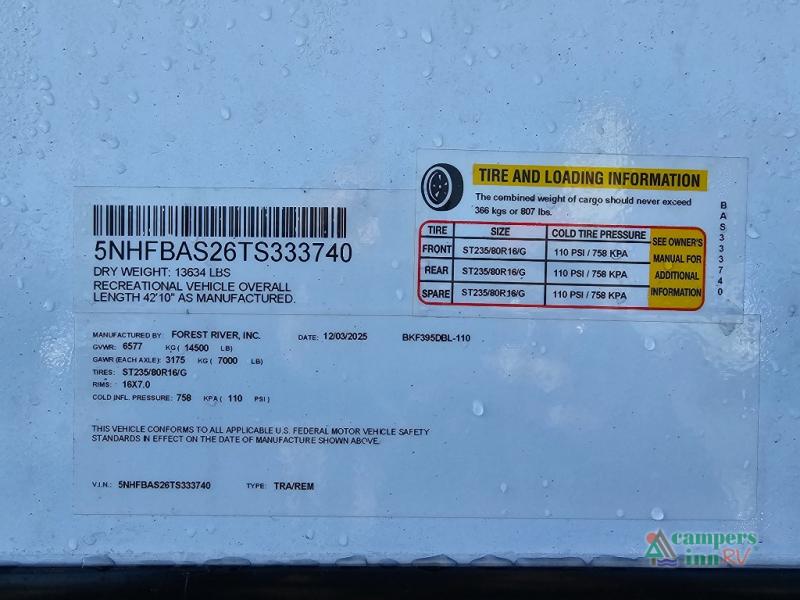 TIRE AND LOADING INFORMATION
The combined weight of cargo should never exceed
366 kgs or 807 lbs.
TIRE SIZE COLD TIRE PRESSURE
FRONT ST235/80R16/G 110 PSI / 758 KPA
REAR ST235/80R16/G 110 PSI / 758 KPA
SPARE ST235/80R16/G 110 PSI / 758 KPA
SEE OWNER'S
MANUAL FOR
ADDITIONAL
INFORMATION
BAS333740
5NHFBAS26TS333740
DRY WEIGHT: 13634 LBS
RECREATIONAL VEHICLE OVERALL
LENGTH 42'10" AS MANUFACTURED.
MANUFACTURED BY: FOREST RIVER, INC. DATE: 12/03/2025 BKF395DBL-110
GVWR: 6577 KG ( 14500 LB)
GAWR (EACH AXLE): 3175 KG ( 7000 LB)
TIRES: ST235/80R16/G
RIMS: 16X7.0
COLD INFL. PRESSURE: 758 KPA ( 110 PSI )
THIS VEHICLE CONFORMS TO ALL APPLICABLE U.S. FEDERAL MOTOR VEHICLE SAFETY
STANDARDS IN EFFECT ON THE DATE OF MANUFACTURE SHOWN ABOVE.
V.I.N.: 5NHFBAS26TS333740 TYPE: TRA/REM
campers
inn RV